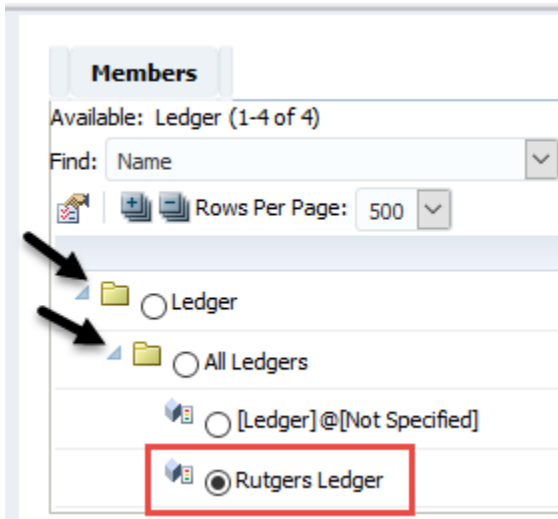 Members
Available: Ledger (1-4 of 4)
Find: Name
Rows Per Page: 500
Ledger
All Ledgers
[Ledger]@[Not Specified]
Rutgers Ledger